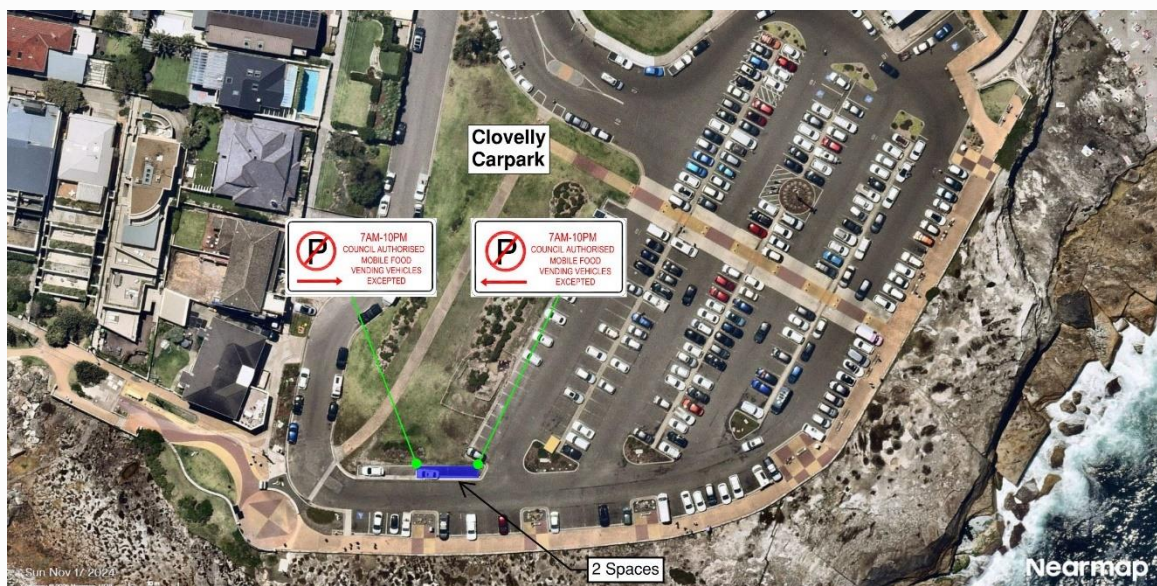 Clovelly
Carpark
P
7AM-10PM
COUNCIL AUTHORISED
MOBILE FOOD
VENDING VEHICLES
EXCEPTED
P
7AM-10PM
COUNCIL AUTHORISED
MOBILE FOOD
VENDING VEHICLES
EXCEPTED
2 Spaces
Sun Nov 17 2024
Nearmap